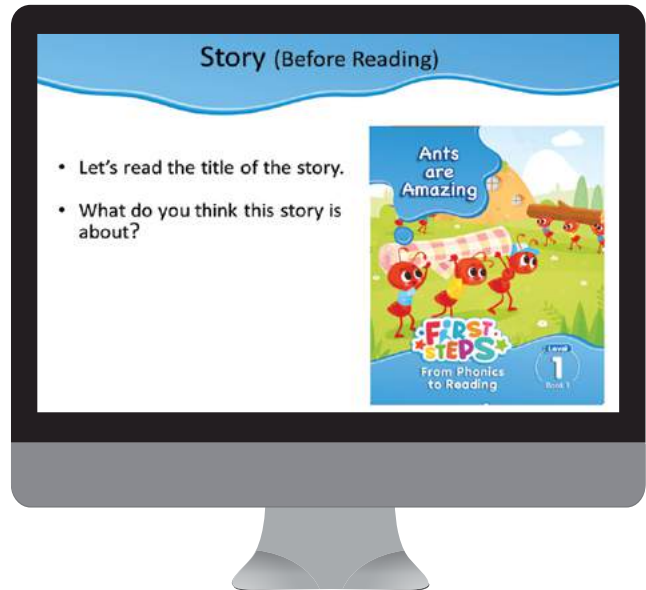 Story (Before Reading)
• Let's read the title of the story.
• What do you think this story is
about?
Ants
are
Amazing
FIRST
STEPS
From Phonics
to Reading
Level
1
Book 1